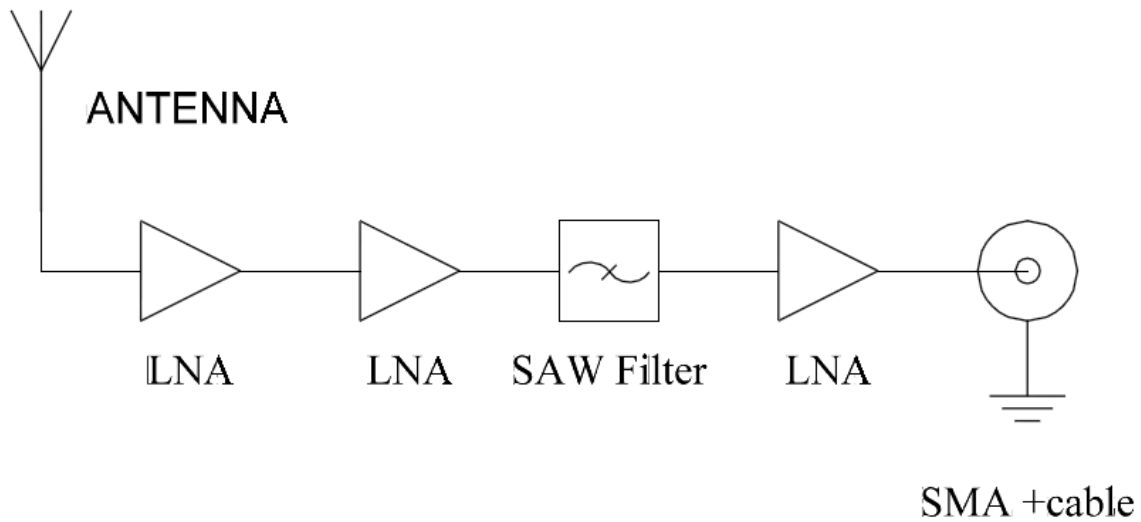 ANTENNA
LNA
LNA
SAW Filter
LNA
SMA +cable